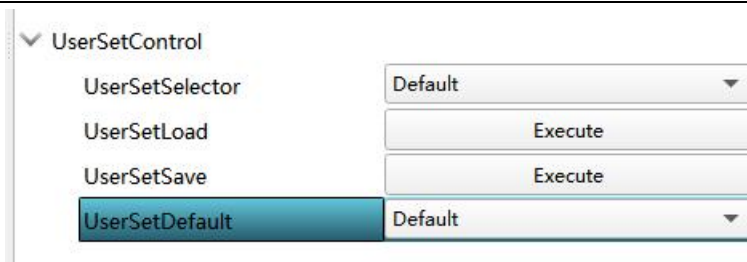 UserSetControl
UserSetSelector Default
UserSetLoad Execute
UserSetSave Execute
UserSetDefault Default